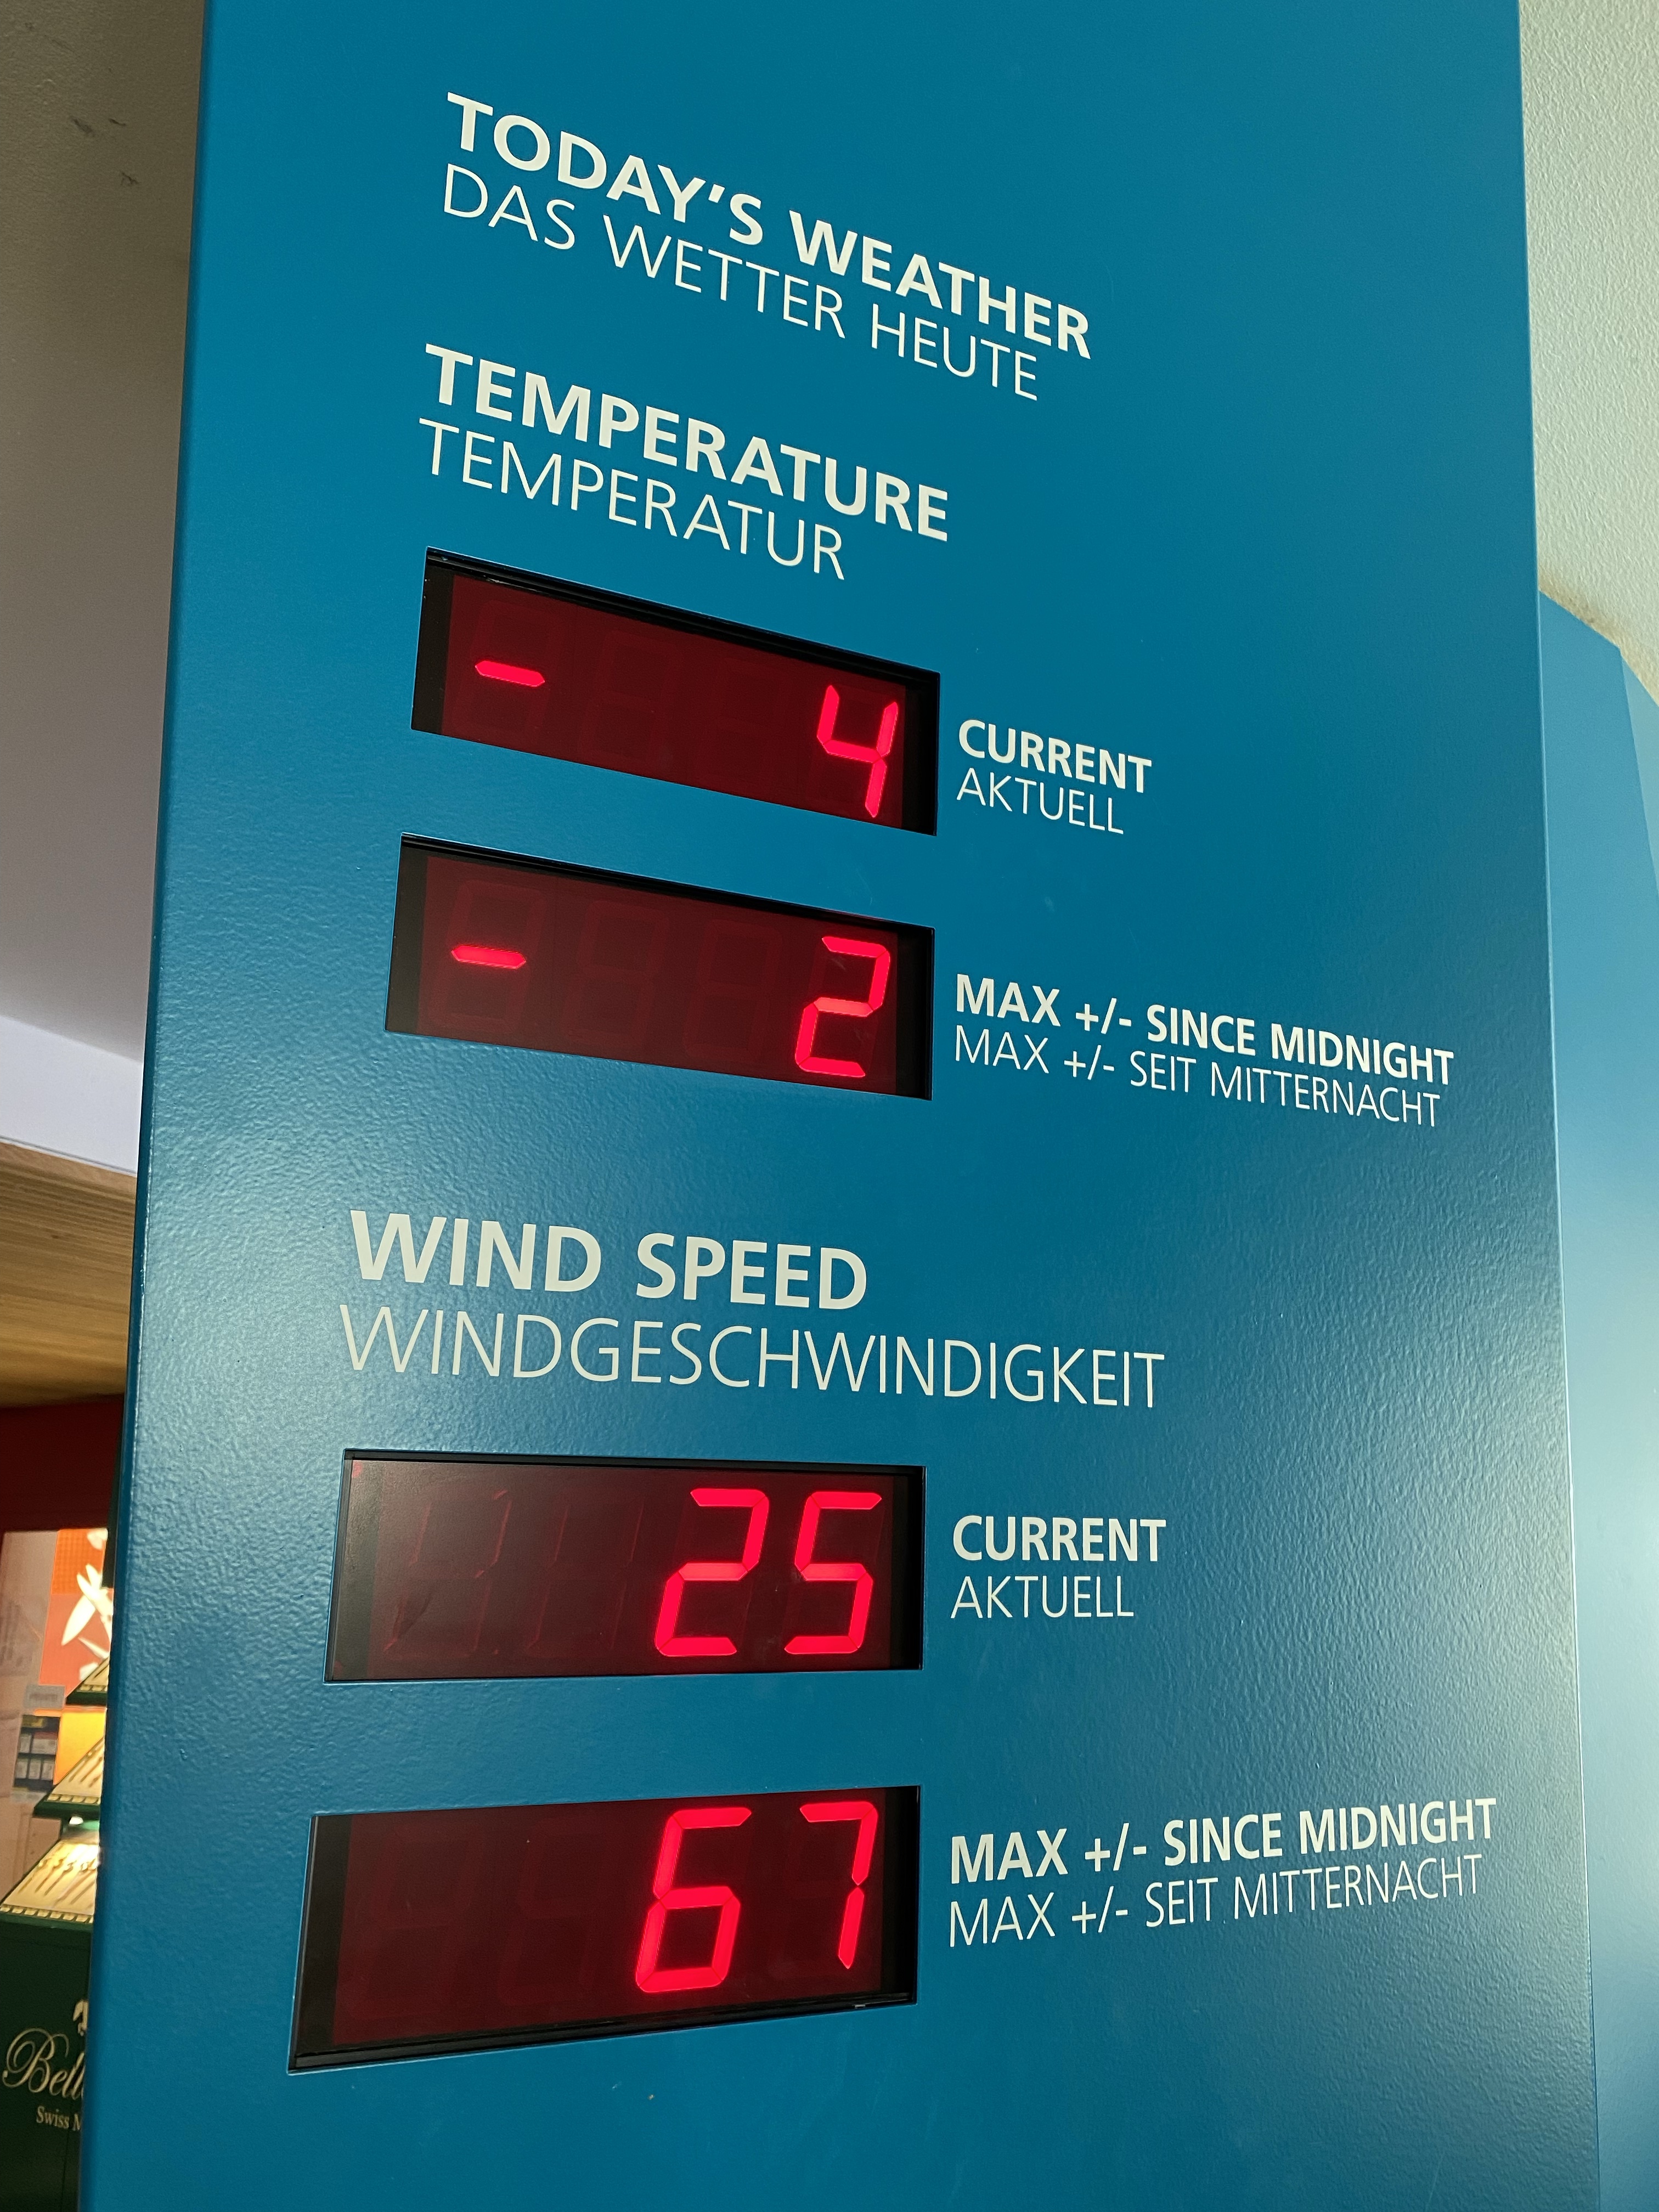 TODAY'S WEATHER
DAS WETTER HEUTE
TEMPERATURE
TEMPERATUR
- 4
CURRENT
AKTUELL
- 2
MAX +/- SINCE MIDNIGHT
MAX +/- SEIT MITTERNACHT
WIND SPEED
WINDGESCHWINDIGKEIT
25
CURRENT
AKTUELL
67
MAX +/- SINCE MIDNIGHT
MAX +/- SEIT MITTERNACHT
Swiss